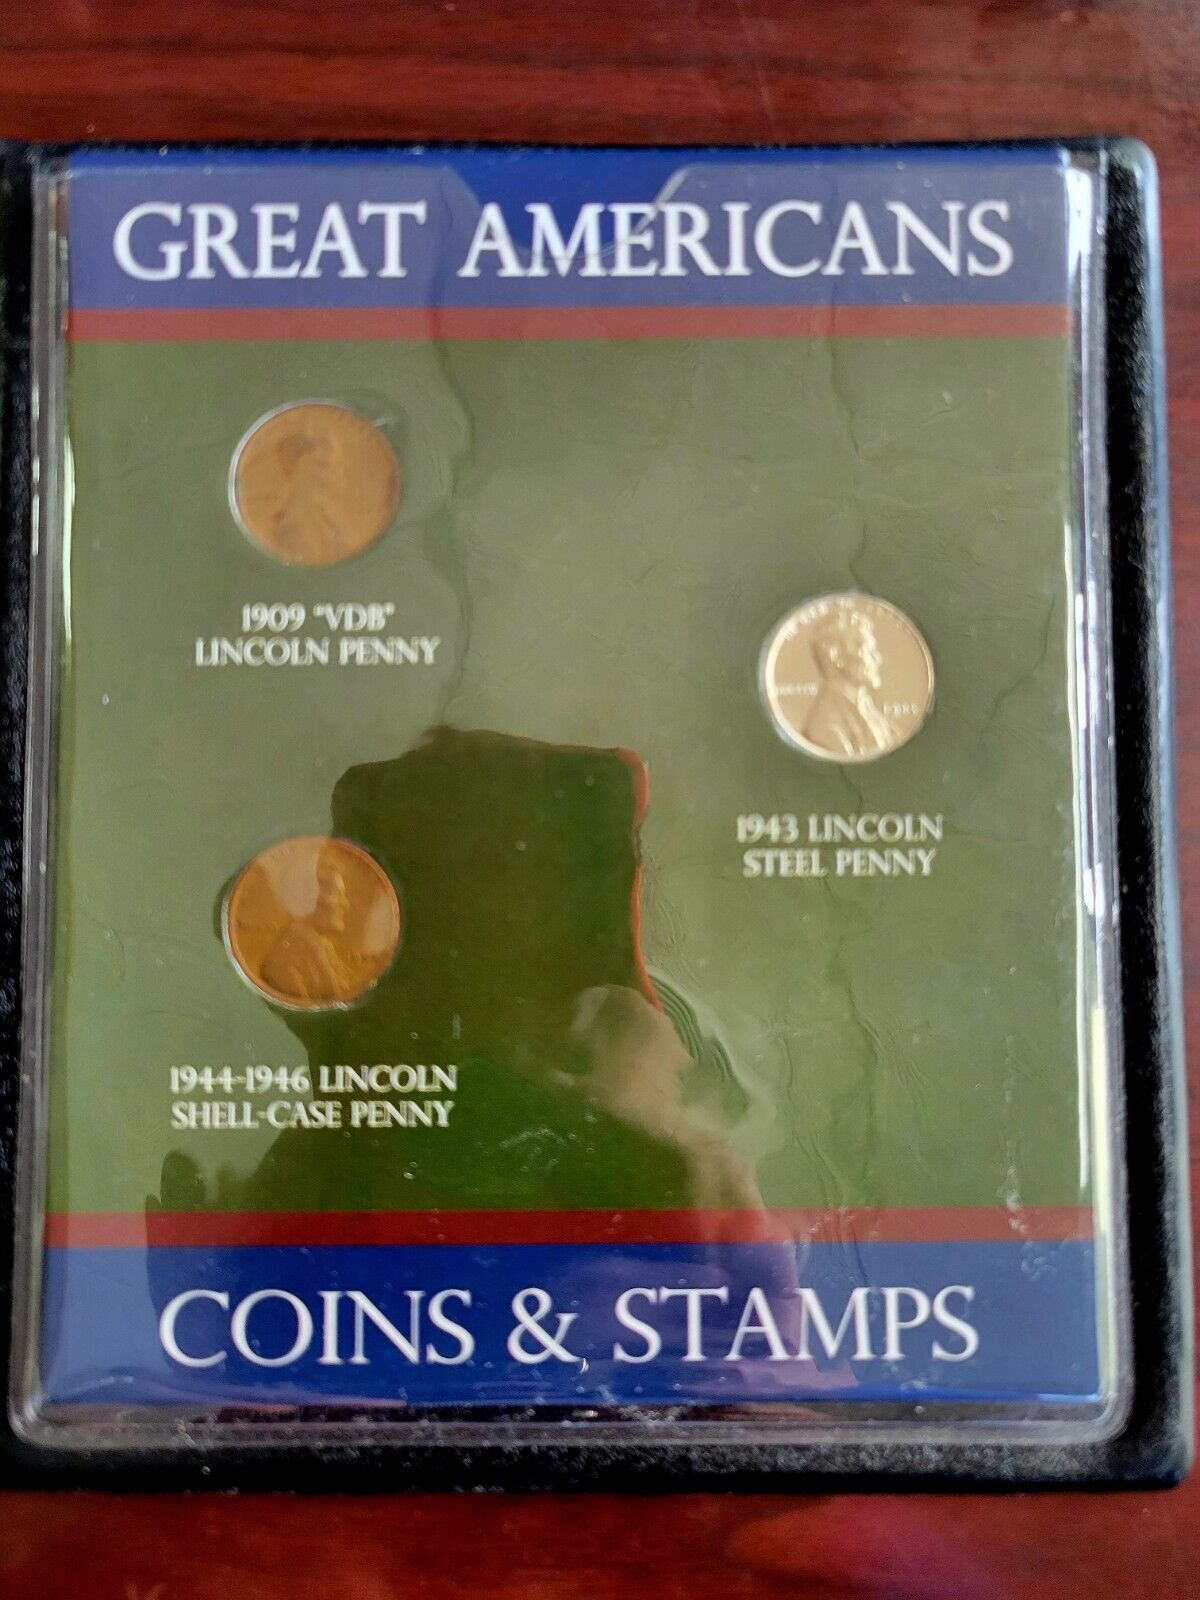 GREAT AMERICANS
1909 "VDB"
LINCOLN PENNY
1943 LINCOLN
STEEL PENNY
1944-1946 LINCOLN
SHELL-CASE PENNY
COINS & STAMPS